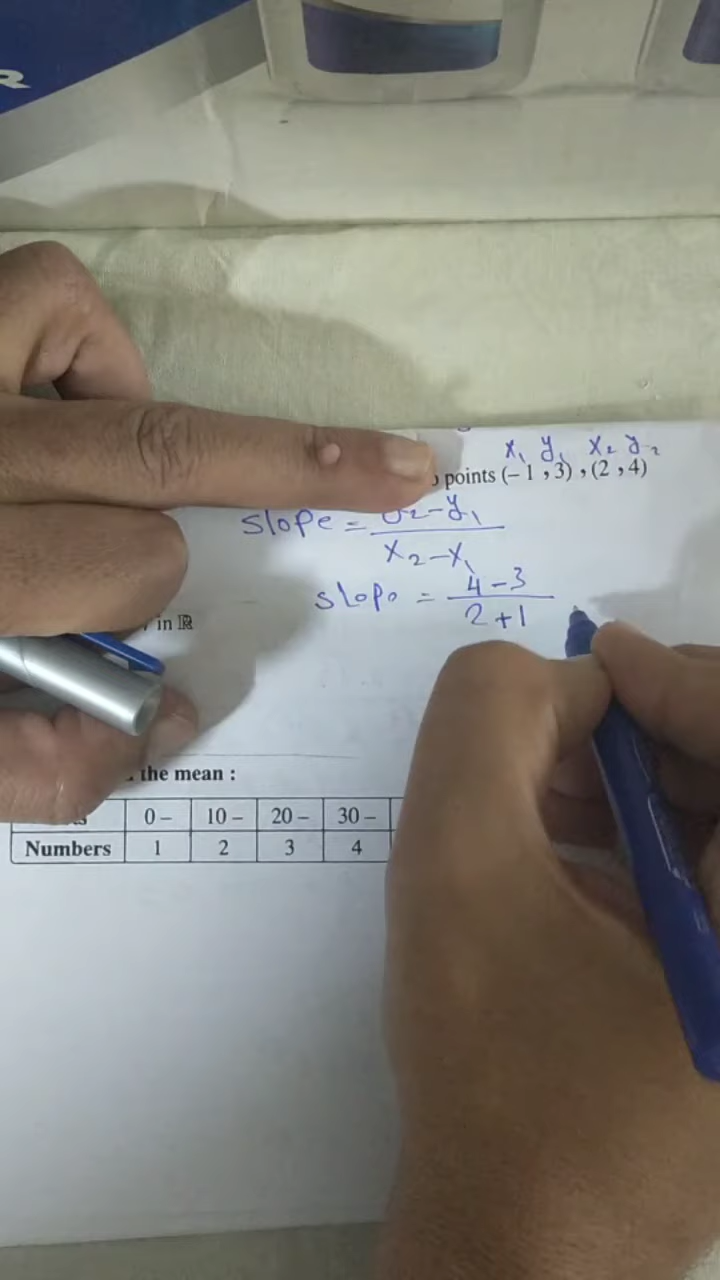 R
x₁ y₁ x₂ y₂
points (– 1 , 3) , (2 , 4)
slope = y₂-y₁ / x₂-x₁
slope = 4-3 / 2+1
in ℝ
the mean :
0 – 10 – 20 – 30 –
Numbers 1 2 3 4